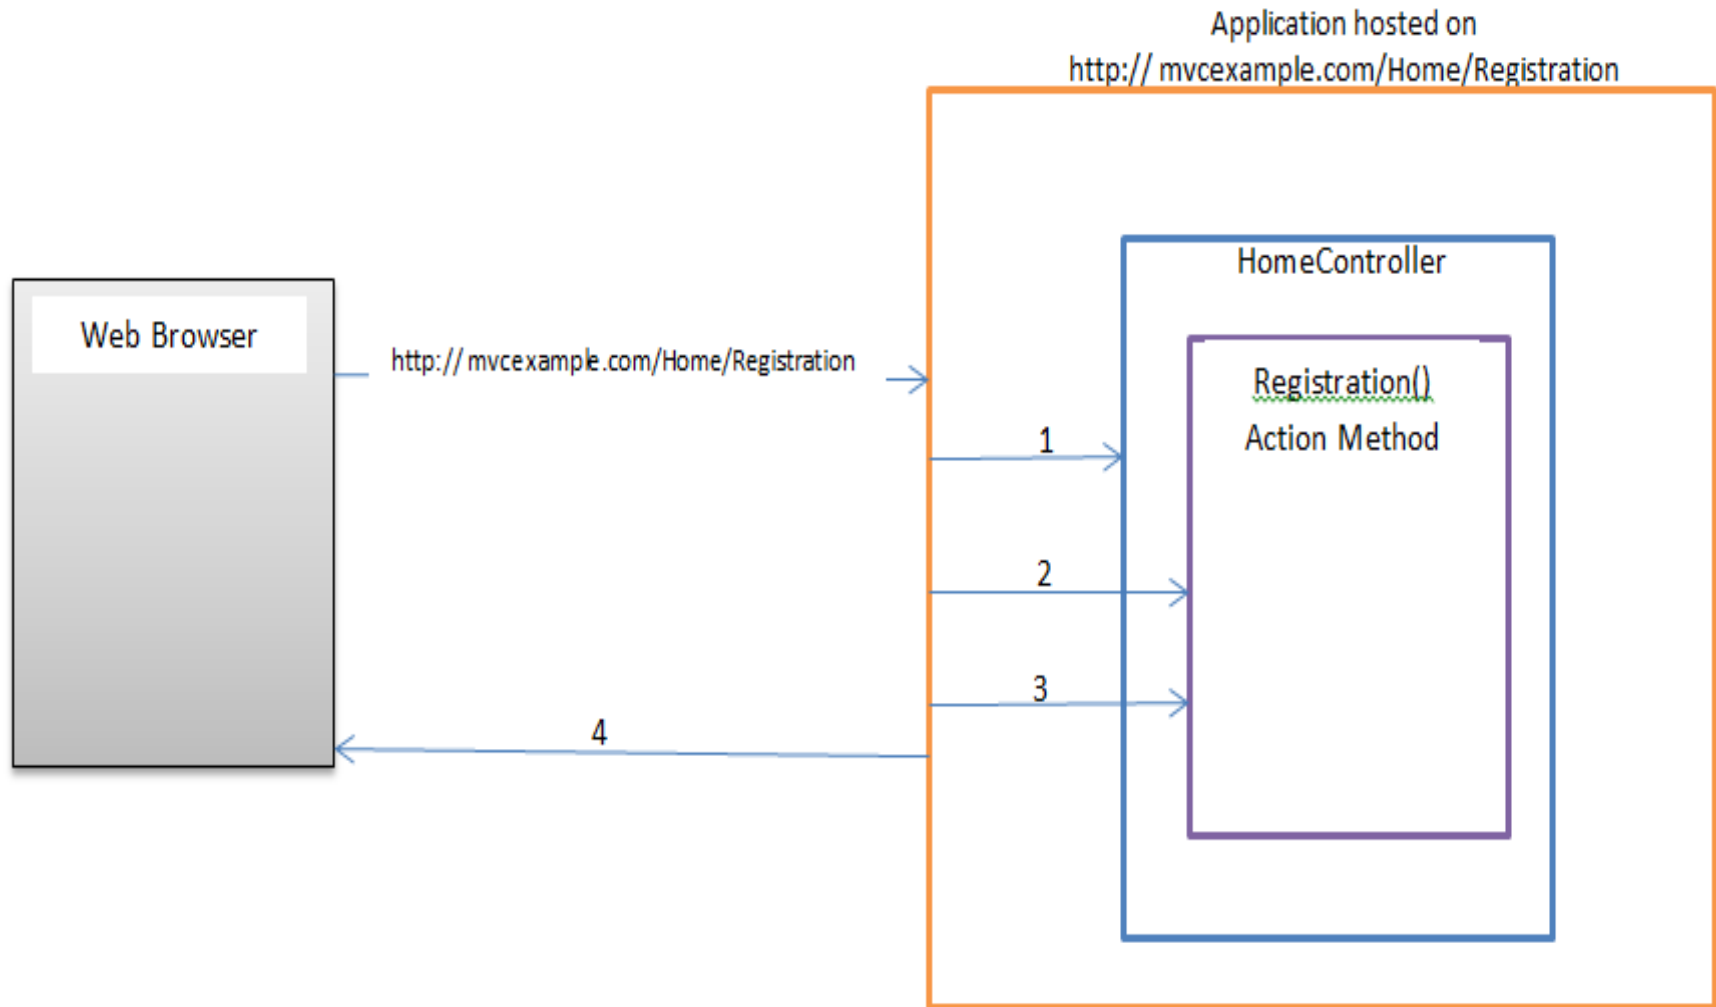 Application hosted on
http:// mvcexample.com/Home/Registration
HomeController
Web Browser
http:// mvcexample.com/Home/Registration
Registration()
Action Method
1
2
3
4